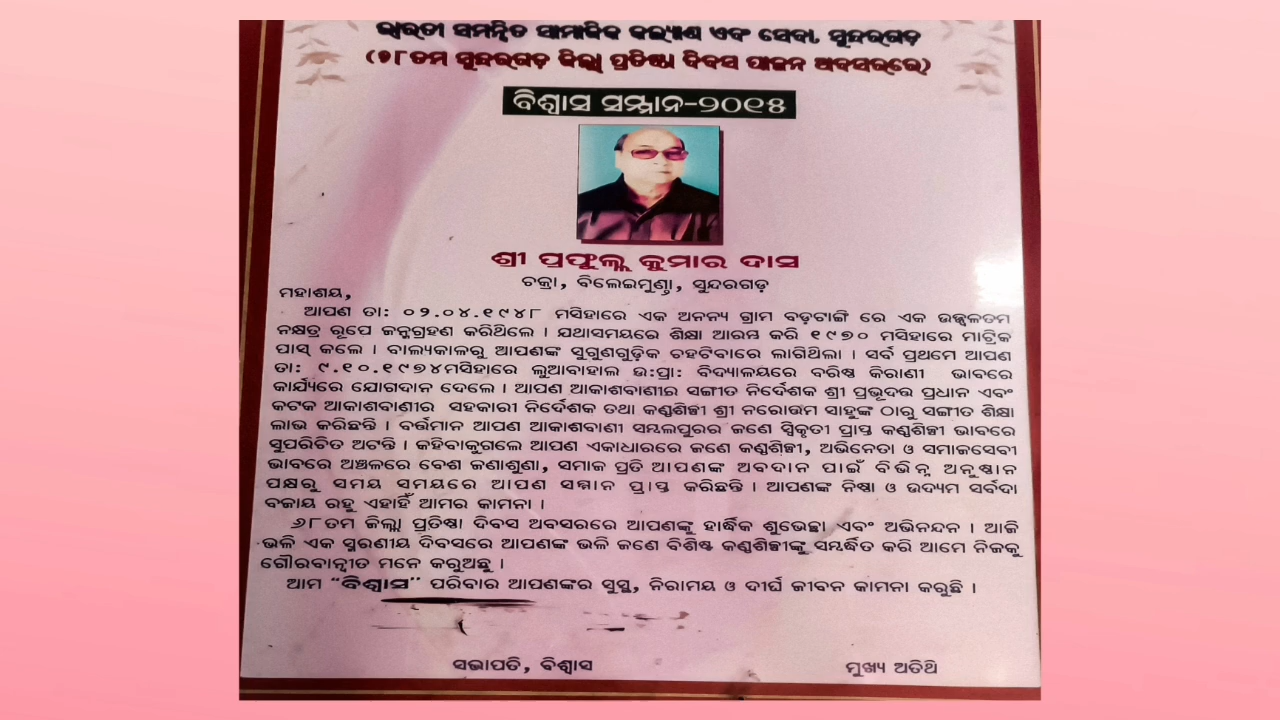 ଭାରତୀ ସମନ୍ୱିତ ସାମାଜିକ କଲ୍ୟାଣ ଏବଂ ସେବା, ସୁନ୍ଦରଗଡ଼
(୬୮ତମ ସୁନ୍ଦରଗଡ଼ ଜିଲ୍ଲା ପ୍ରତିଷ୍ଠା ଦିବସ ପାଳନ ଅବସରରେ)
ବିଶ୍ୱାସ ସମ୍ମାନ-୨୦୧୫
ଶ୍ରୀ ପ୍ରଫୁଲ୍ଲ କୁମାର ଦାସ
ଚକ୍ରା, ବିଲେଇମୁଣ୍ଡା, ସୁନ୍ଦରଗଡ଼
ମହାଶୟ,
ଆପଣ ତା: ୦୨.୦୪.୧୯୪୮ ମସିହାରେ ଏକ ଅନନ୍ୟ ଗ୍ରାମ ବଡ଼ଟାଙ୍ଗି ରେ ଏକ ଉଜ୍ଜ୍ୱଳତମ
ନକ୍ଷତ୍ର ରୂପେ ଜନ୍ମଗ୍ରହଣ କରିଥିଲେ । ଯଥାସମୟରେ ଶିକ୍ଷା ଆରମ୍ଭ କରି ୧୯୭୦ ମସିହାରେ ମାଟ୍ରିକ
ପାସ୍ କଲେ । ବାଲ୍ୟକାଳରୁ ଆପଣଙ୍କ ସୁଗୁଣଗୁଡ଼ିକ ଚହଟିବାରେ ଲାଗିଥିଲା । ସର୍ବ ପ୍ରଥମେ ଆପଣ
ତା: ୯.୧୦.୧୯୭୪ମସିହାରେ ଲୁଆବାହାଲ ଉ:ପ୍ରା: ବିଦ୍ୟାଳୟରେ ବରିଷ୍ଠ କିରାଣୀ ଭାବରେ
କାର୍ଯ୍ୟରେ ଯୋଗଦାନ ଦେଲେ । ଆପଣ ଆକାଶବାଣୀର ସଙ୍ଗୀତ ନିର୍ଦେଶକ ଶ୍ରୀ ପ୍ରଭୂଦତ୍ତ ପ୍ରଧାନ ଏବଂ
କଟକ ଆକାଶବାଣୀର ସହକାରୀ ନିର୍ଦେଶକ ତଥା କଣ୍ଠଶିଳ୍ପୀ ଶ୍ରୀ ନରୋତ୍ତମ ସାହୁଙ୍କ ଠାରୁ ସଙ୍ଗୀତ ଶିକ୍ଷା
ଲାଭ କରିଛନ୍ତି । ବର୍ତ୍ତମାନ ଆପଣ ଆକାଶବାଣୀ ସମ୍ବଲପୁରର ଜଣେ ସ୍ୱିକୃତୀ ପ୍ରାପ୍ତ କଣ୍ଠଶିଳ୍ପୀ ଭାବରେ
ସୁପରିଚିତ ଅଟନ୍ତି । କହିବାକୁଗଲେ ଆପଣ ଏକାଧାରରେ ଜଣେ କଣ୍ଠଶିଳ୍ପୀ, ଅଭିନେତା ଓ ସମାଜସେବୀ
ଭାବରେ ଅଞ୍ଚଳରେ ବେଶ ଜଣାଶୁଣା, ସମାଜ ପ୍ରତି ଆପଣଙ୍କ ଅବଦାନ ପାଇଁ ବିଭିନ୍ନ ଅନୁଷ୍ଠାନ
ପକ୍ଷରୁ ସମୟ ସମୟରେ ଆପଣ ସମ୍ମାନ ପ୍ରାପ୍ତ କରିଛନ୍ତି । ଆପଣଙ୍କ ନିଷ୍ଠା ଓ ଉଦ୍ୟମ ସର୍ବଦା
ବଜାୟ ରହୁ ଏହାହିଁ ଆମର କାମନା ।
୬୮ତମ ଜିଲ୍ଲା ପ୍ରତିଷ୍ଠା ଦିବସ ଅବସରରେ ଆପଣଙ୍କୁ ହାର୍ଦ୍ଧିକ ଶୁଭେଚ୍ଛା ଏବଂ ଅଭିନନ୍ଦନ । ଆଜି
ଭଳି ଏକ ସ୍ମରଣୀୟ ଦିବସରେ ଆପଣଙ୍କ ଭଳି ଜଣେ ବିଶିଷ୍ଟ କଣ୍ଠଶିଳ୍ପୀଙ୍କୁ ସମ୍ବର୍ଦ୍ଧିତ କରି ଆମେ ନିଜକୁ
ଗୌରବାନ୍ୱୀତ ମନେ କରୁଅଛୁ ।
ଆମ “ବିଶ୍ୱାସ” ପରିବାର ଆପଣଙ୍କର ସୁସ୍ଥ, ନିରାମୟ ଓ ଦୀର୍ଘ ଜୀବନ କାମନା କରୁଛି ।
ସଭାପତି, ବିଶ୍ୱାସ
ମୁଖ୍ୟ ଅତିଥି